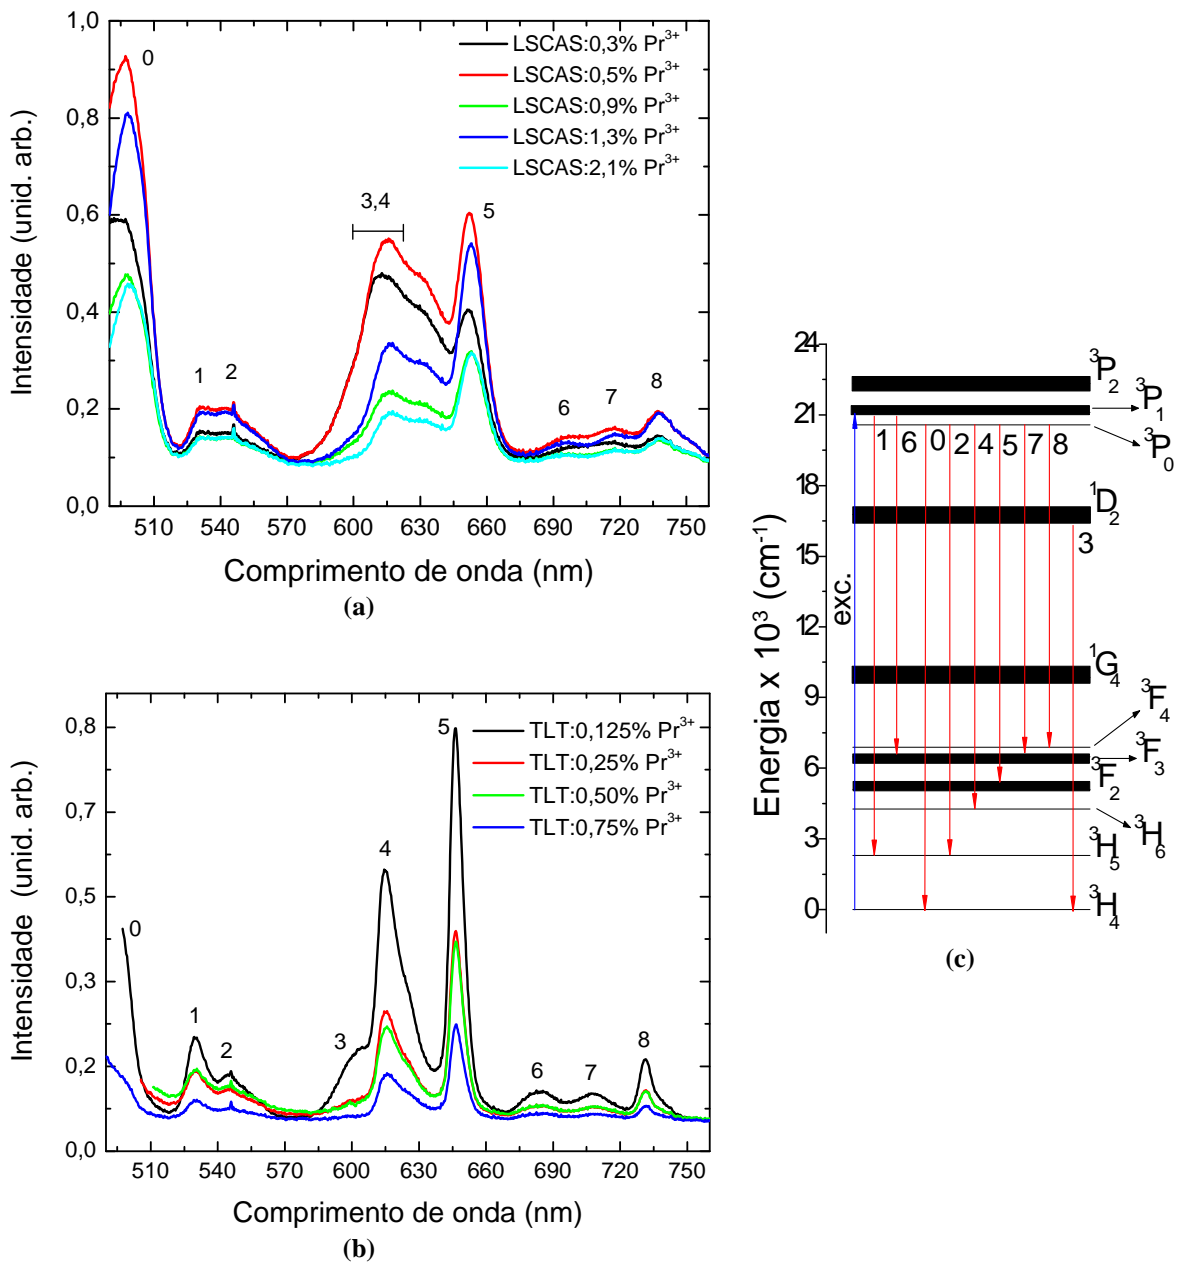 1,0
0,8
0,6
0,4
0,2
0,0
Intensidade (unid. arb.)
0
1
2
3,4
5
6
7
8
LSCAS:0,3% Pr³⁺
LSCAS:0,5% Pr³⁺
LSCAS:0,9% Pr³⁺
LSCAS:1,3% Pr³⁺
LSCAS:2,1% Pr³⁺
510 540 570 600 630 660 690 720 750
Comprimento de onda (nm)
(a)
0,8
0,7
0,5
0,3
0,2
0,0
Intensidade (unid. arb.)
0
1
2
3
4
5
6
7
8
TLT:0,125% Pr³⁺
TLT:0,25% Pr³⁺
TLT:0,50% Pr³⁺
TLT:0,75% Pr³⁺
510 540 570 600 630 660 690 720 750
Comprimento de onda (nm)
(b)
24
21
18
15
12
9
6
3
0
Energia x 10³ (cm⁻¹)
exc.
1 6 0 2 4 5 7 8
3
³P₂
³P₁
³P₀
¹D₂
¹G₄
³F₄
³F₃
³F₂
³H₆
³H₅
³H₄
(c)